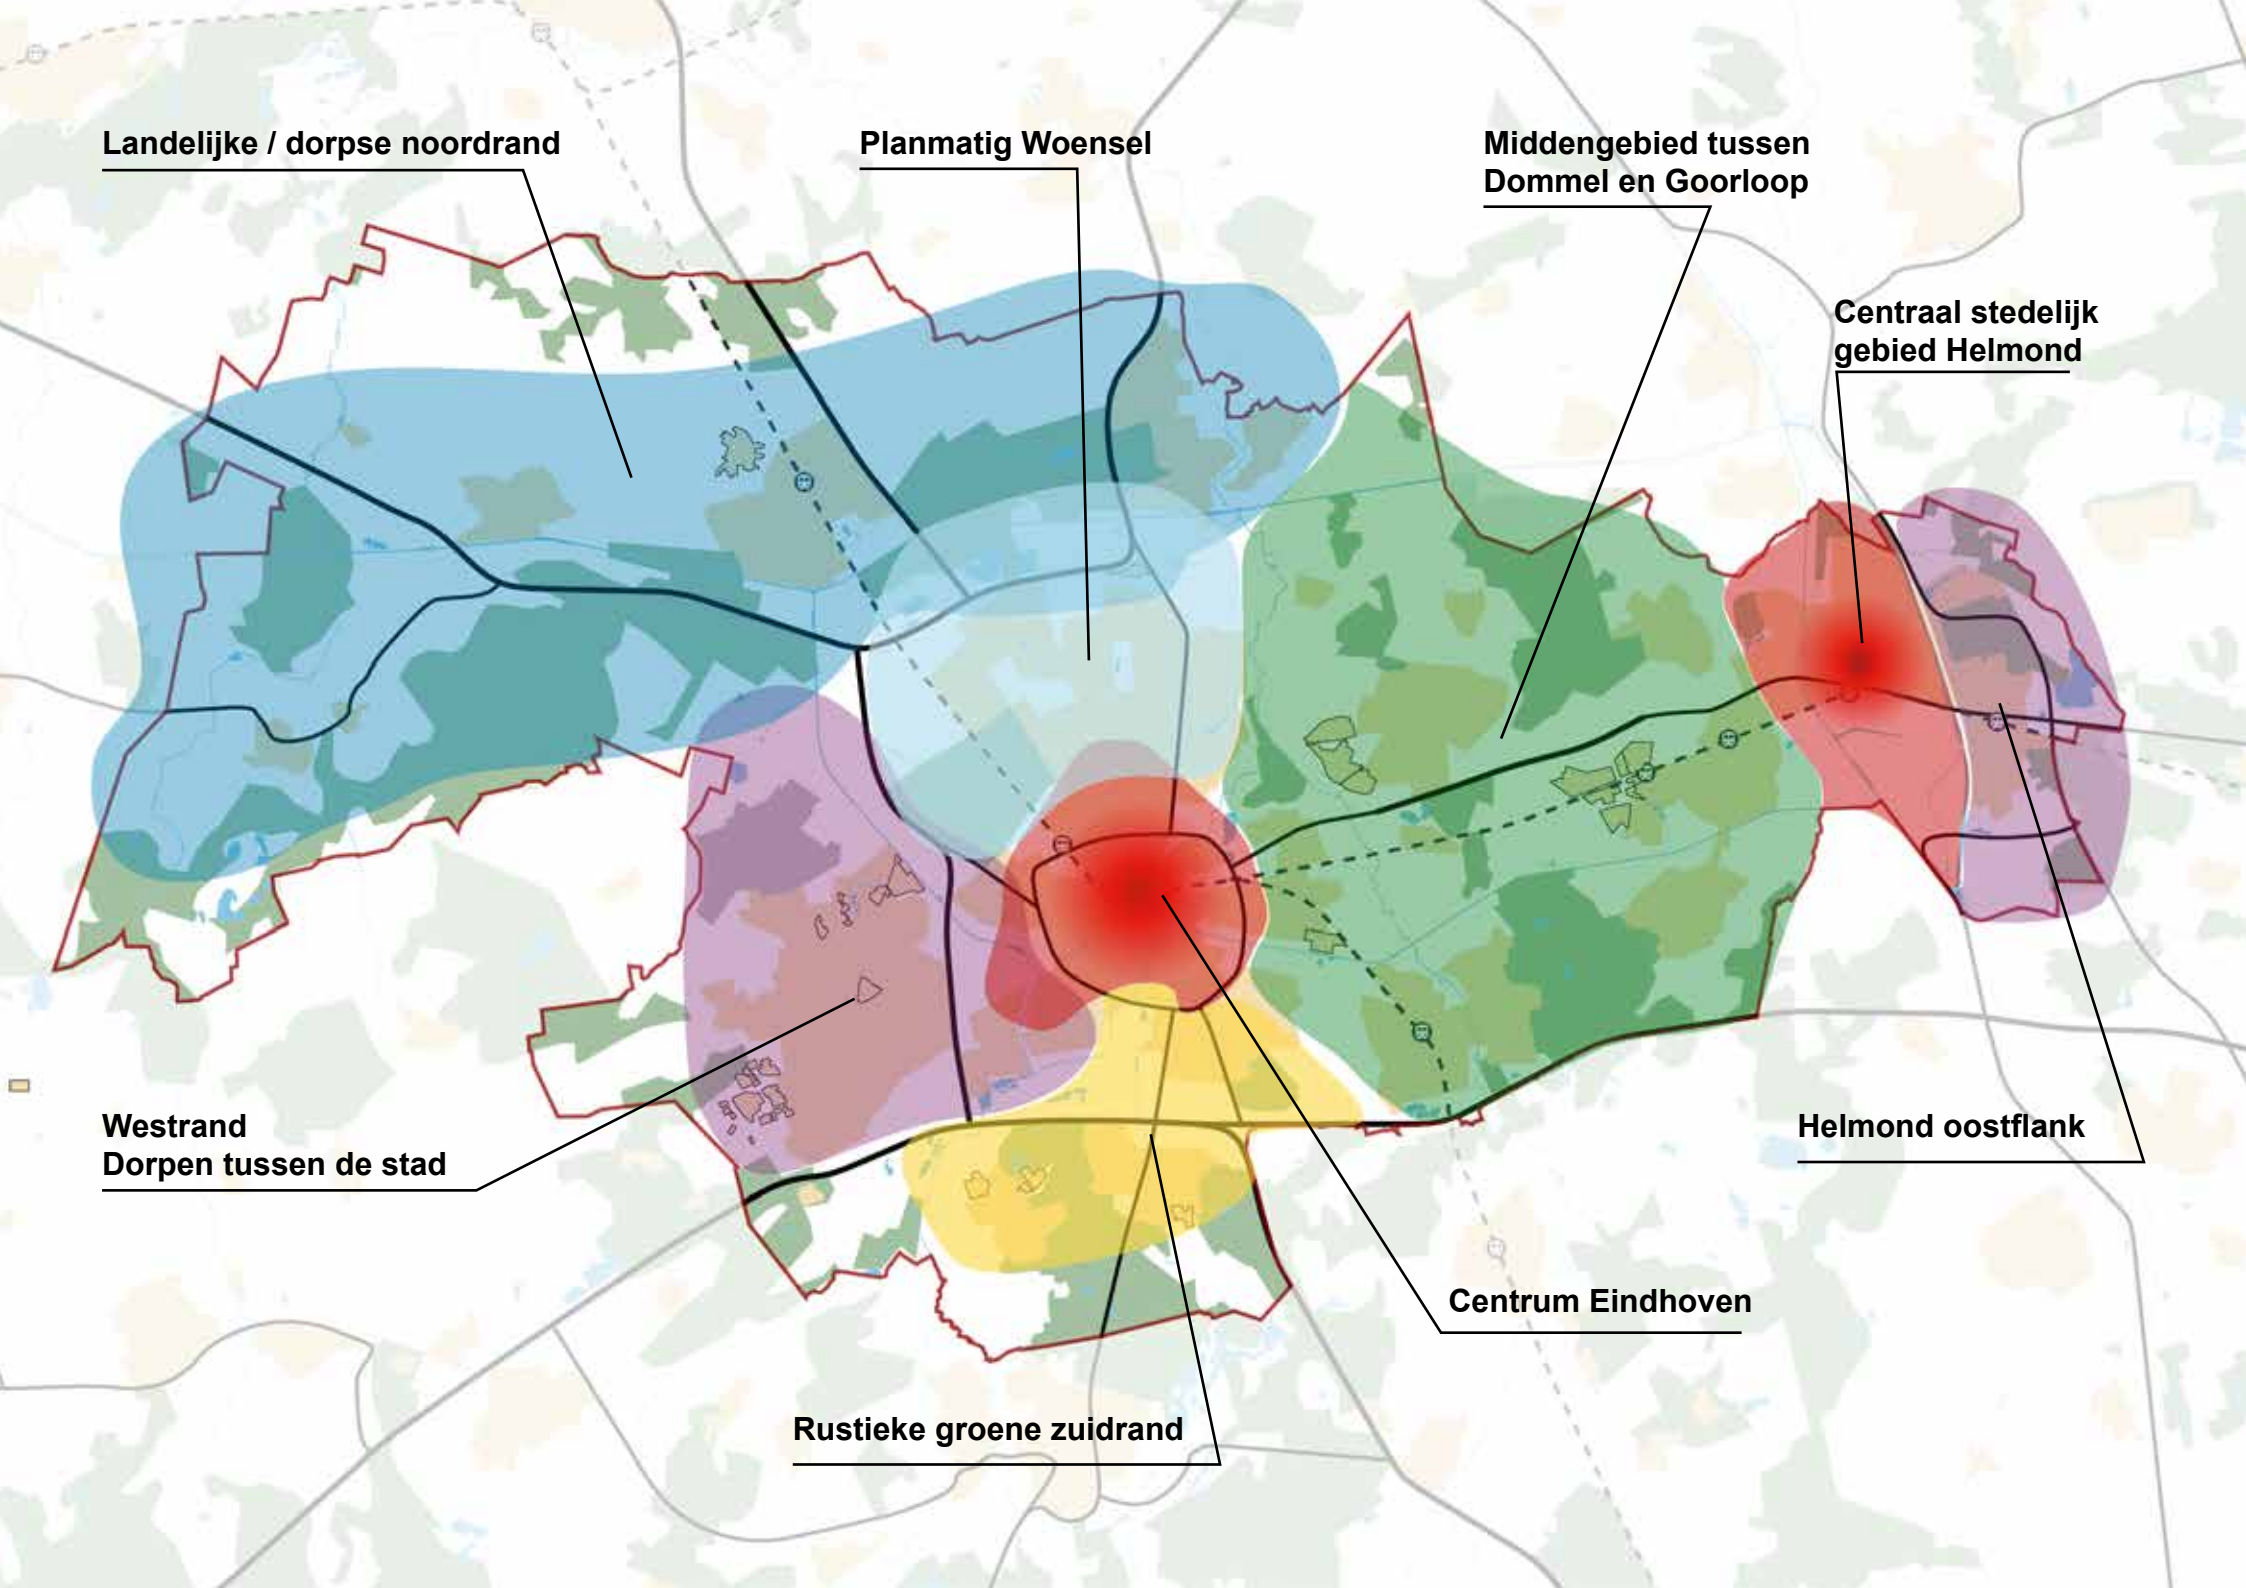 Landelijke / dorpse noordrand
Planmatig Woensel
Middengebied tussen
Dommel en Goorloop
Centraal stedelijk
gebied Helmond
Westrand
Dorpen tussen de stad
Helmond oostflank
Centrum Eindhoven
Rustieke groene zuidrand